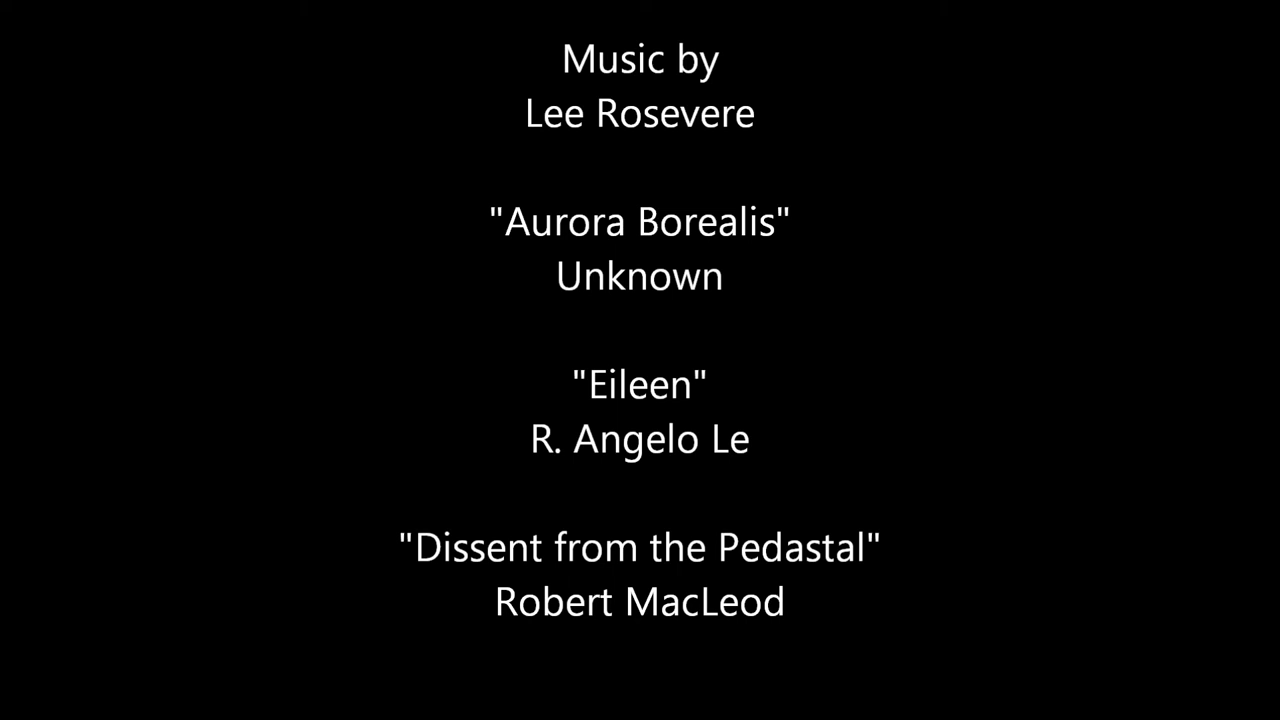 Music by
Lee Rosevere
"Aurora Borealis"
Unknown
"Eileen"
R. Angelo Le
"Dissent from the Pedastal"
Robert MacLeod